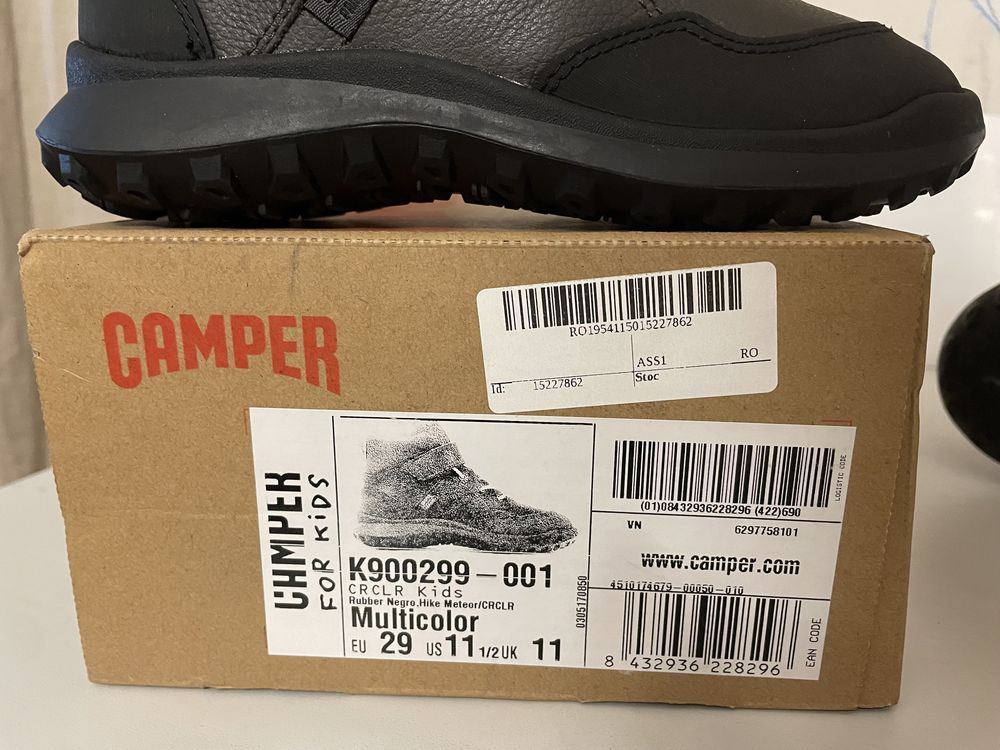 CAMPER
RO1954115015227862
ASS1 RO
Id: 15227862 Stoc
CAMPER
FOR KiDS
K900299-001
CRCLR Kids
Rubber Negro.Hike Meteor/CRCLR
Multicolor
EU 29 US 11 1/2 UK 11
0305170850
LOGISTIC CODE
(01)08432936228296 (422)690
VN 6297758101
www.camper.com
4510174679-00050-010
EAN CODE
8 432936 228296